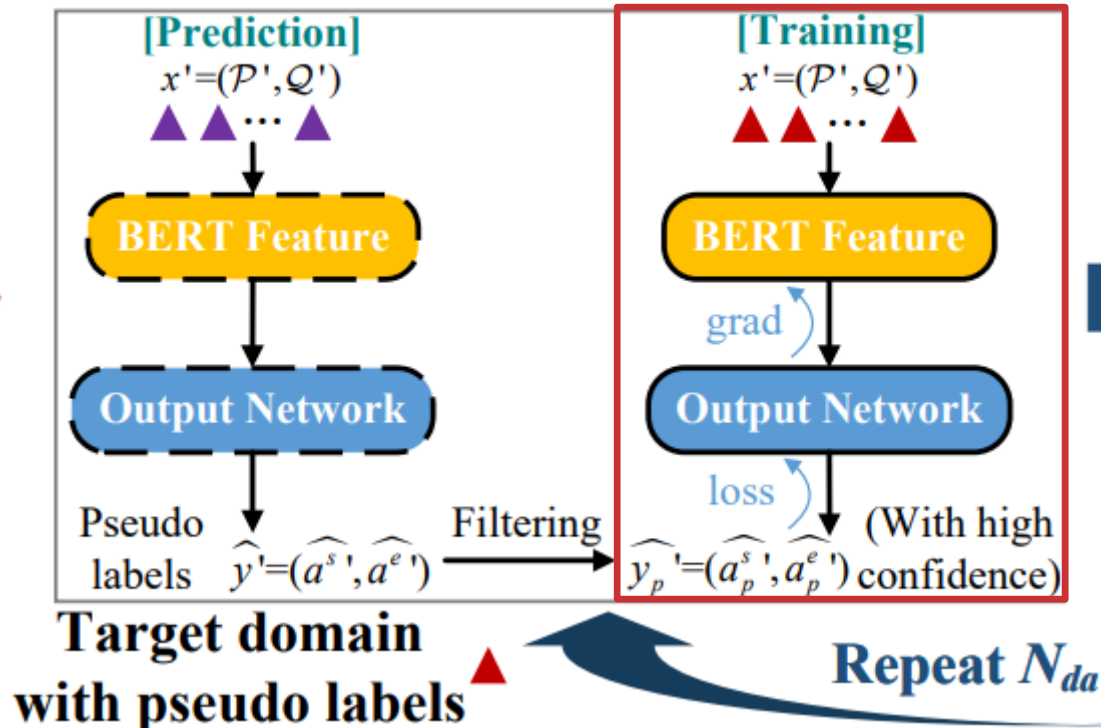 [Prediction]
x'=(𝒫',𝒬')
...
BERT Feature
Output Network
Pseudo
labels
ŷ'=(â^s',â^e')
Filtering
[Training]
x'=(𝒫',𝒬')
...
BERT Feature
grad
Output Network
loss
ŷ_p'=(â_p^s',â_p^e')
(With high
confidence)
Target domain
with pseudo labels
Repeat N_da